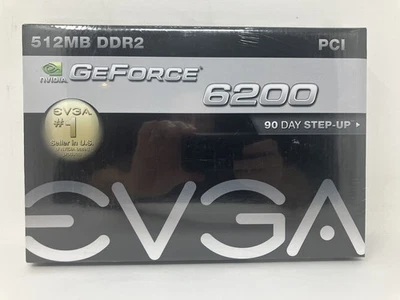 512MB DDR2
PCI
NVIDIA
GEFORCE
6200
EVGA
#1
Seller in U.S.
90 DAY STEP-UP
EVGA